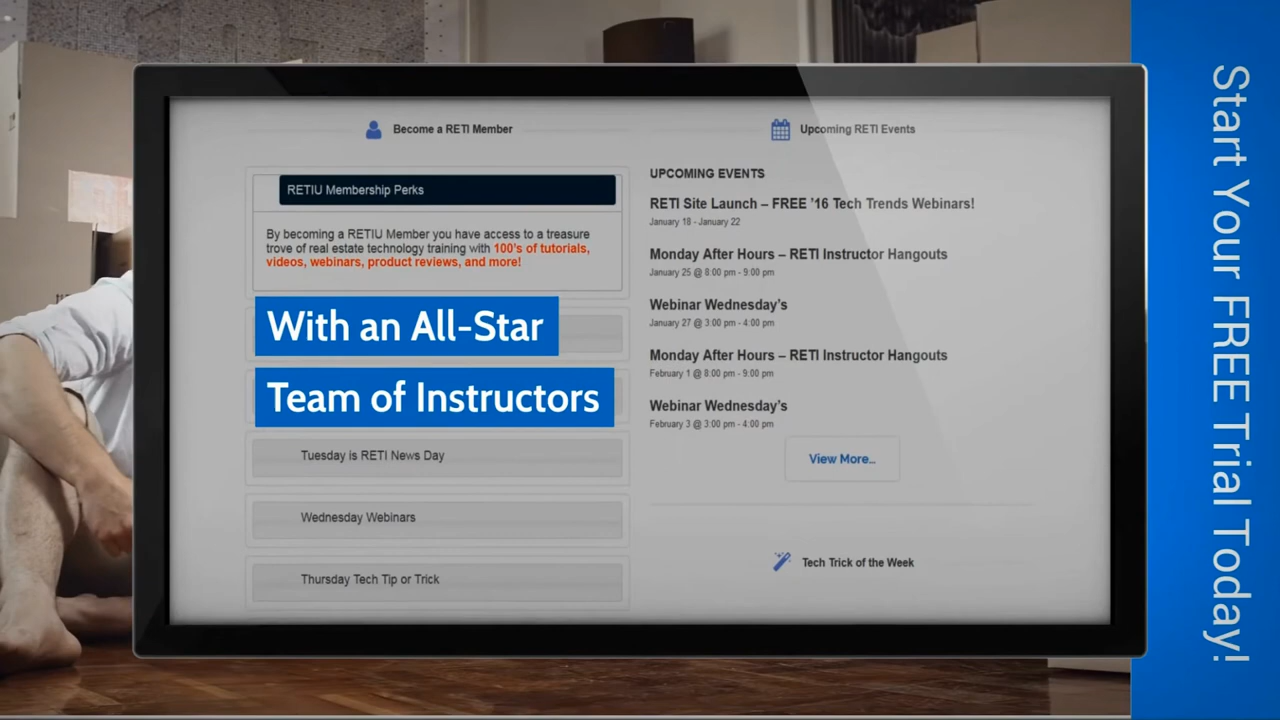 Become a RETI Member
RETIU Membership Perks
By becoming a RETIU Member you have access to a treasure
trove of real estate technology training with 100's of tutorials,
videos, webinars, product reviews, and more!
With an All-Star
Team of Instructors
Tuesday is RETI News Day
Wednesday Webinars
Thursday Tech Tip or Trick
Upcoming RETI Events
UPCOMING EVENTS
RETI Site Launch – FREE '16 Tech Trends Webinars!
January 18 - January 22
Monday After Hours – RETI Instructor Hangouts
January 25 @ 8:00 pm - 9:00 pm
Webinar Wednesday's
January 27 @ 3:00 pm - 4:00 pm
Monday After Hours – RETI Instructor Hangouts
February 1 @ 8:00 pm - 9:00 pm
Webinar Wednesday's
February 3 @ 3:00 pm - 4:00 pm
View More...
Tech Trick of the Week
Start Your FREE Trial Today!